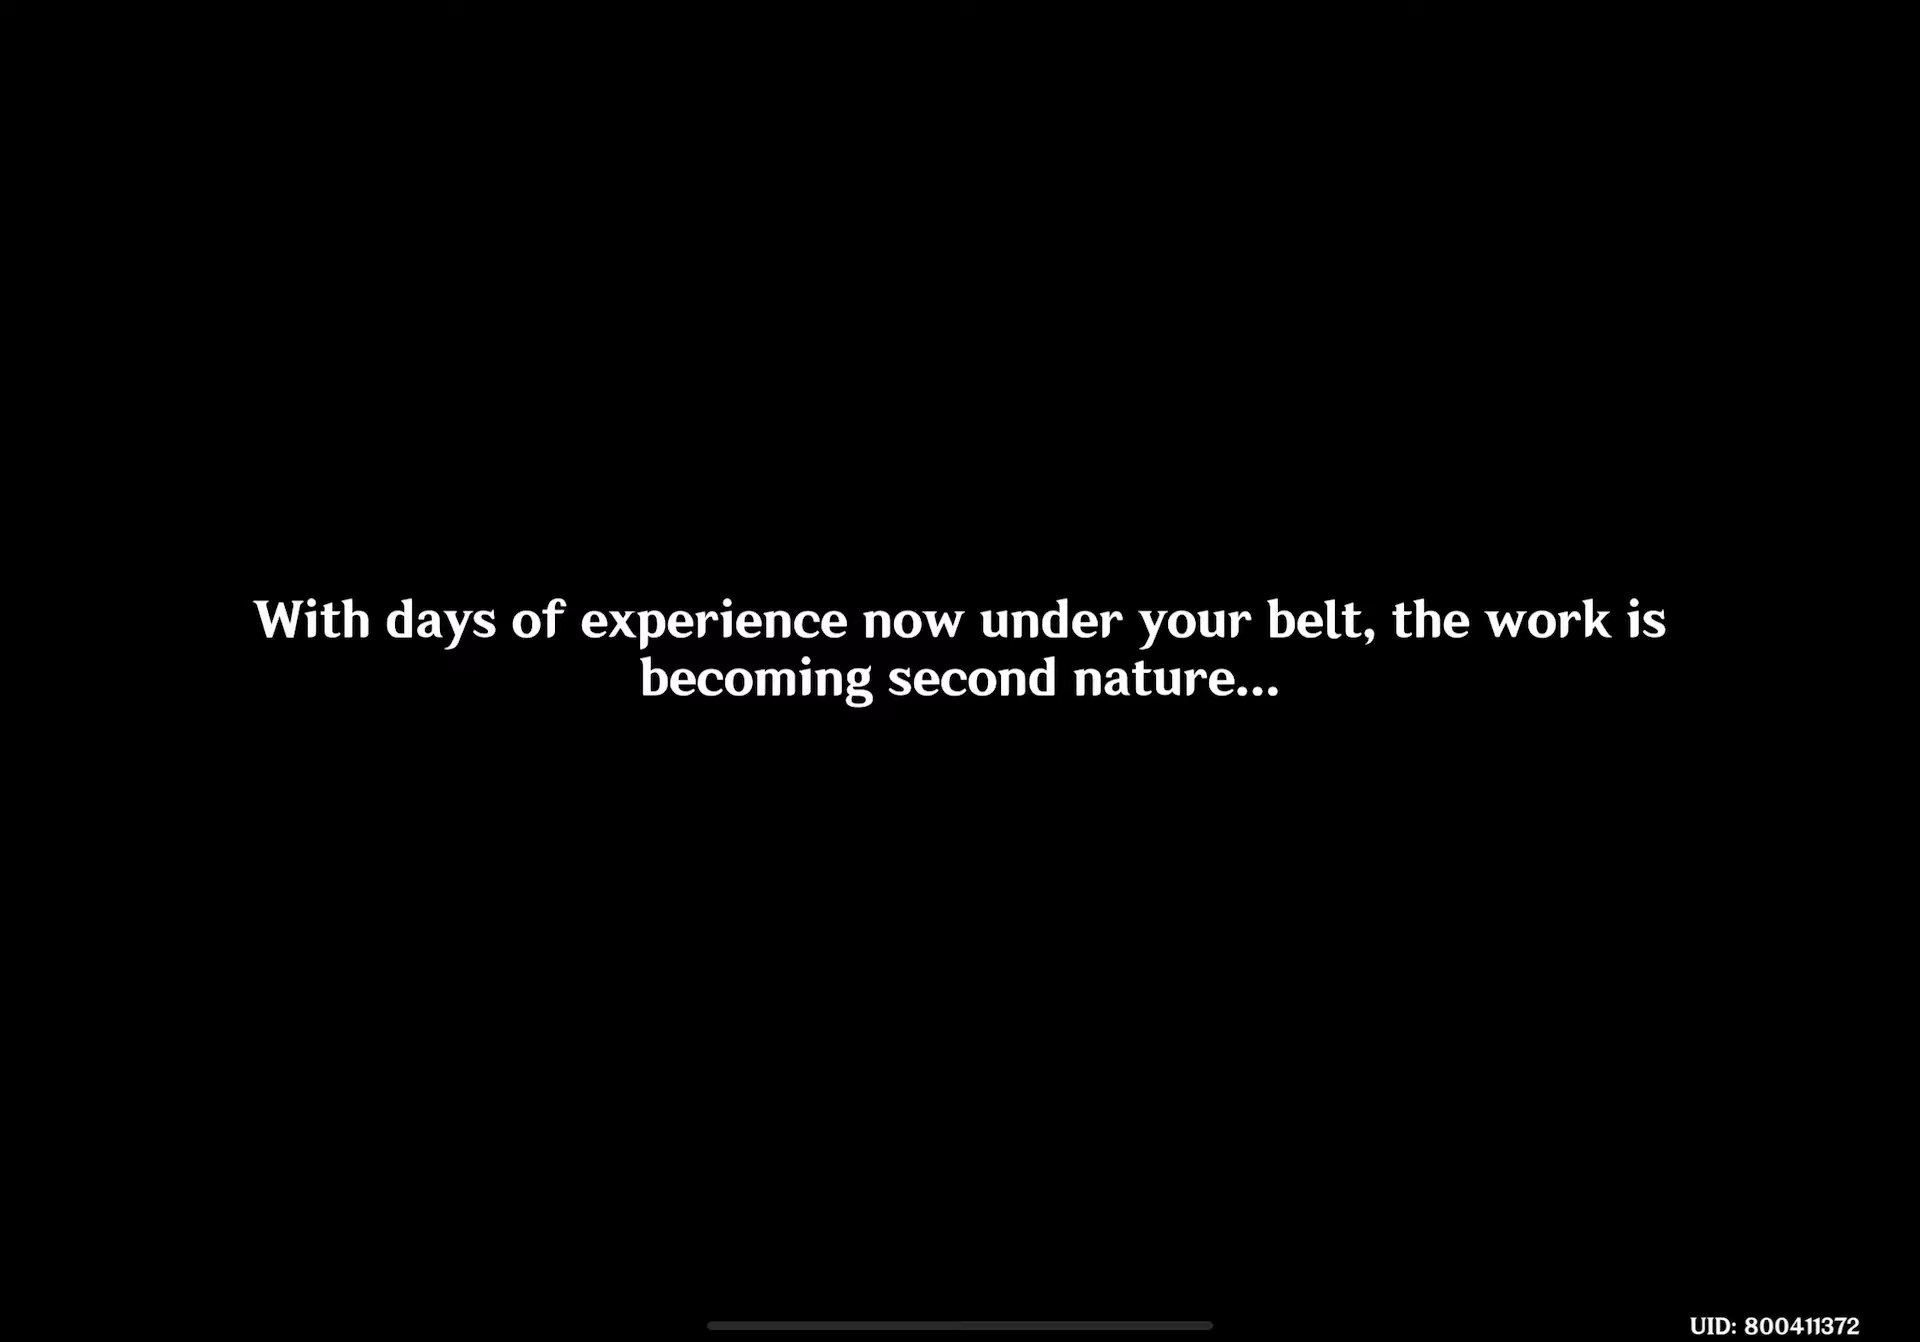 With days of experience now under your belt, the work is
becoming second nature...
UID: 800411372